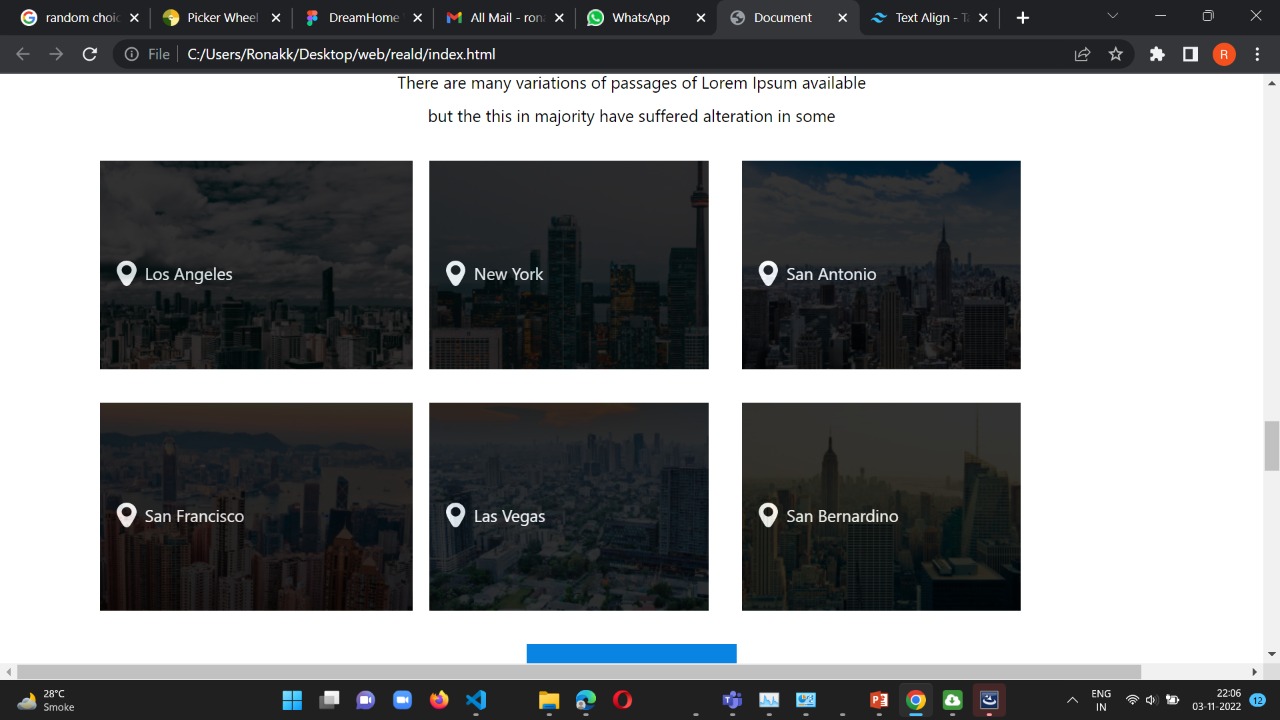 random choic
Picker Wheel
DreamHome
All Mail - rona
WhatsApp
Document
Text Align - Ta
File
C:/Users/Ronakk/Desktop/web/reald/index.html
R
There are many variations of passages of Lorem Ipsum available
but the this in majority have suffered alteration in some
Los Angeles
New York
San Antonio
San Francisco
Las Vegas
San Bernardino
28°C
Smoke
ENG
IN
22:06
03-11-2022
12